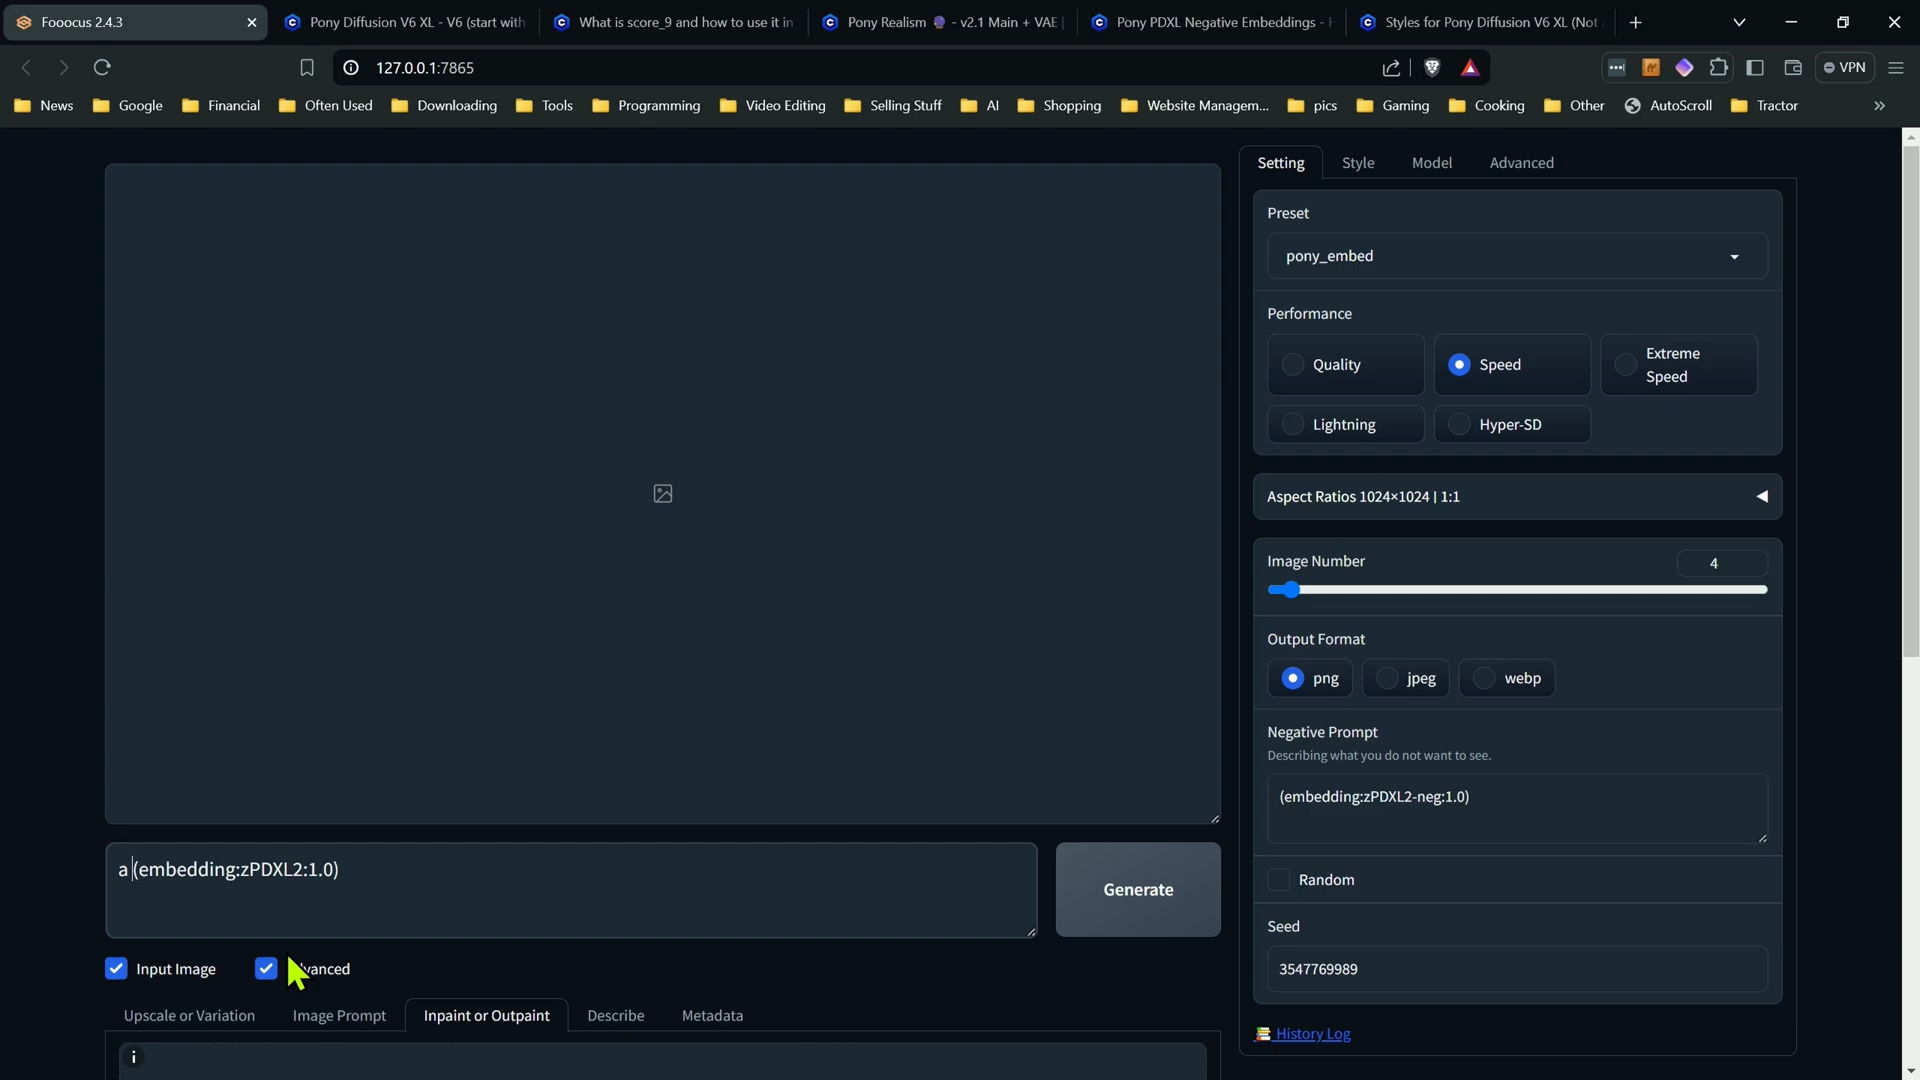 Fooocus 2.4.3
Pony Diffusion V6 XL - V6 (start with
What is score_9 and how to use it in
Pony Realism 🔮 - v2.1 Main + VAE
Pony PDXL Negative Embeddings -
Styles for Pony Diffusion V6 XL (Not
127.0.0.1:7865
VPN
News
Google
Financial
Often Used
Downloading
Tools
Programming
Video Editing
Selling Stuff
AI
Shopping
Website Managem...
pics
Gaming
Cooking
Other
AutoScroll
Tractor
Setting
Style
Model
Advanced
Preset
pony_embed
Performance
Quality
Speed
Extreme
Speed
Lightning
Hyper-SD
Aspect Ratios 1024×1024 | 1:1
Image Number
4
Output Format
png
jpeg
webp
Negative Prompt
Describing what you do not want to see.
(embedding:zPDXL2-neg:1.0)
Random
Seed
3547769989
📚 History Log
a (embedding:zPDXL2:1.0)
Generate
Input Image
vanced
Upscale or Variation
Image Prompt
Inpaint or Outpaint
Describe
Metadata